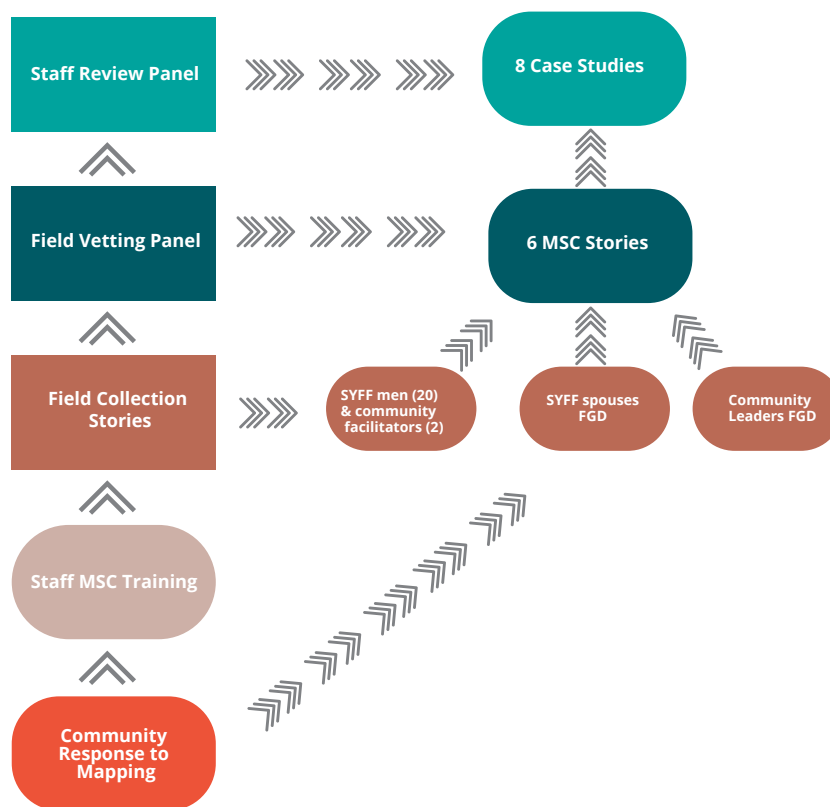 Staff Review Panel
8 Case Studies
Field Vetting Panel
6 MSC Stories
Field Collection
Stories
SYFF men (20)
& community
facilitators (2)
SYFF spouses
FGD
Community
Leaders FGD
Staff MSC Training
Community
Response to
Mapping